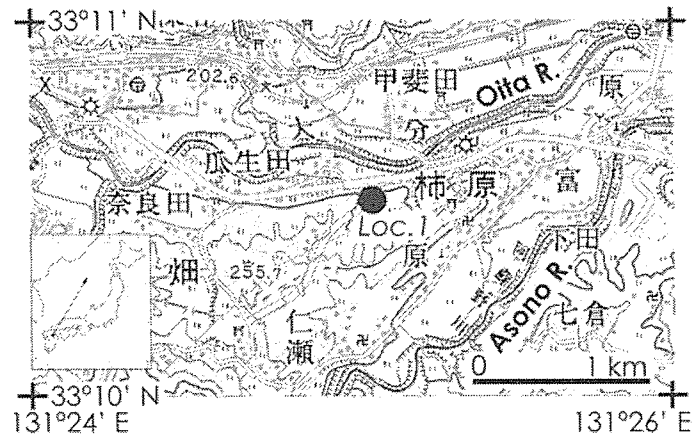 33°11' N
甲斐田
202.6
Oita R.
原
大
分
瓜生田
柿原
富
奈良田
Loc.1
原
下田
畑
255.7
Asono R.
七倉
仁瀬
0 1 km
33°10' N
131°24' E
131°26' E